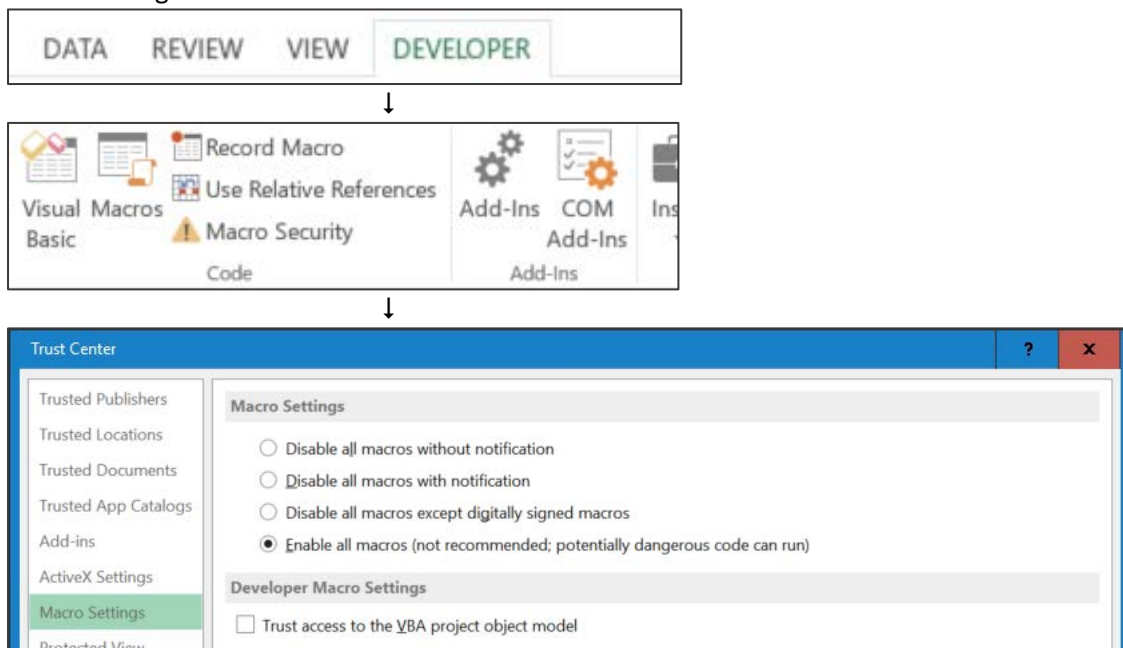 DATA REVIEW VIEW DEVELOPER
↓
Record Macro
Use Relative References
Macro Security
Visual Basic
Macros
Code
Add-Ins
COM Add-Ins
Add-Ins
↓
Trust Center ? x
Trusted Publishers
Trusted Locations
Trusted Documents
Trusted App Catalogs
Add-ins
ActiveX Settings
Macro Settings
Protected View
Macro Settings
Disable all macros without notification
Disable all macros with notification
Disable all macros except digitally signed macros
Enable all macros (not recommended; potentially dangerous code can run)
Developer Macro Settings
Trust access to the VBA project object model